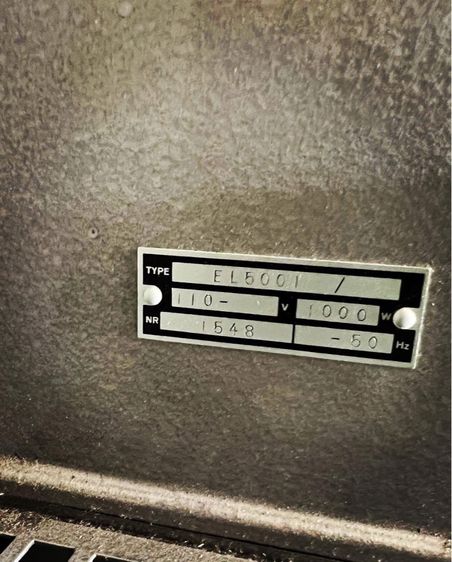 TYPE EL5001 /
110- V 1000 W
NR 1548 -50 Hz